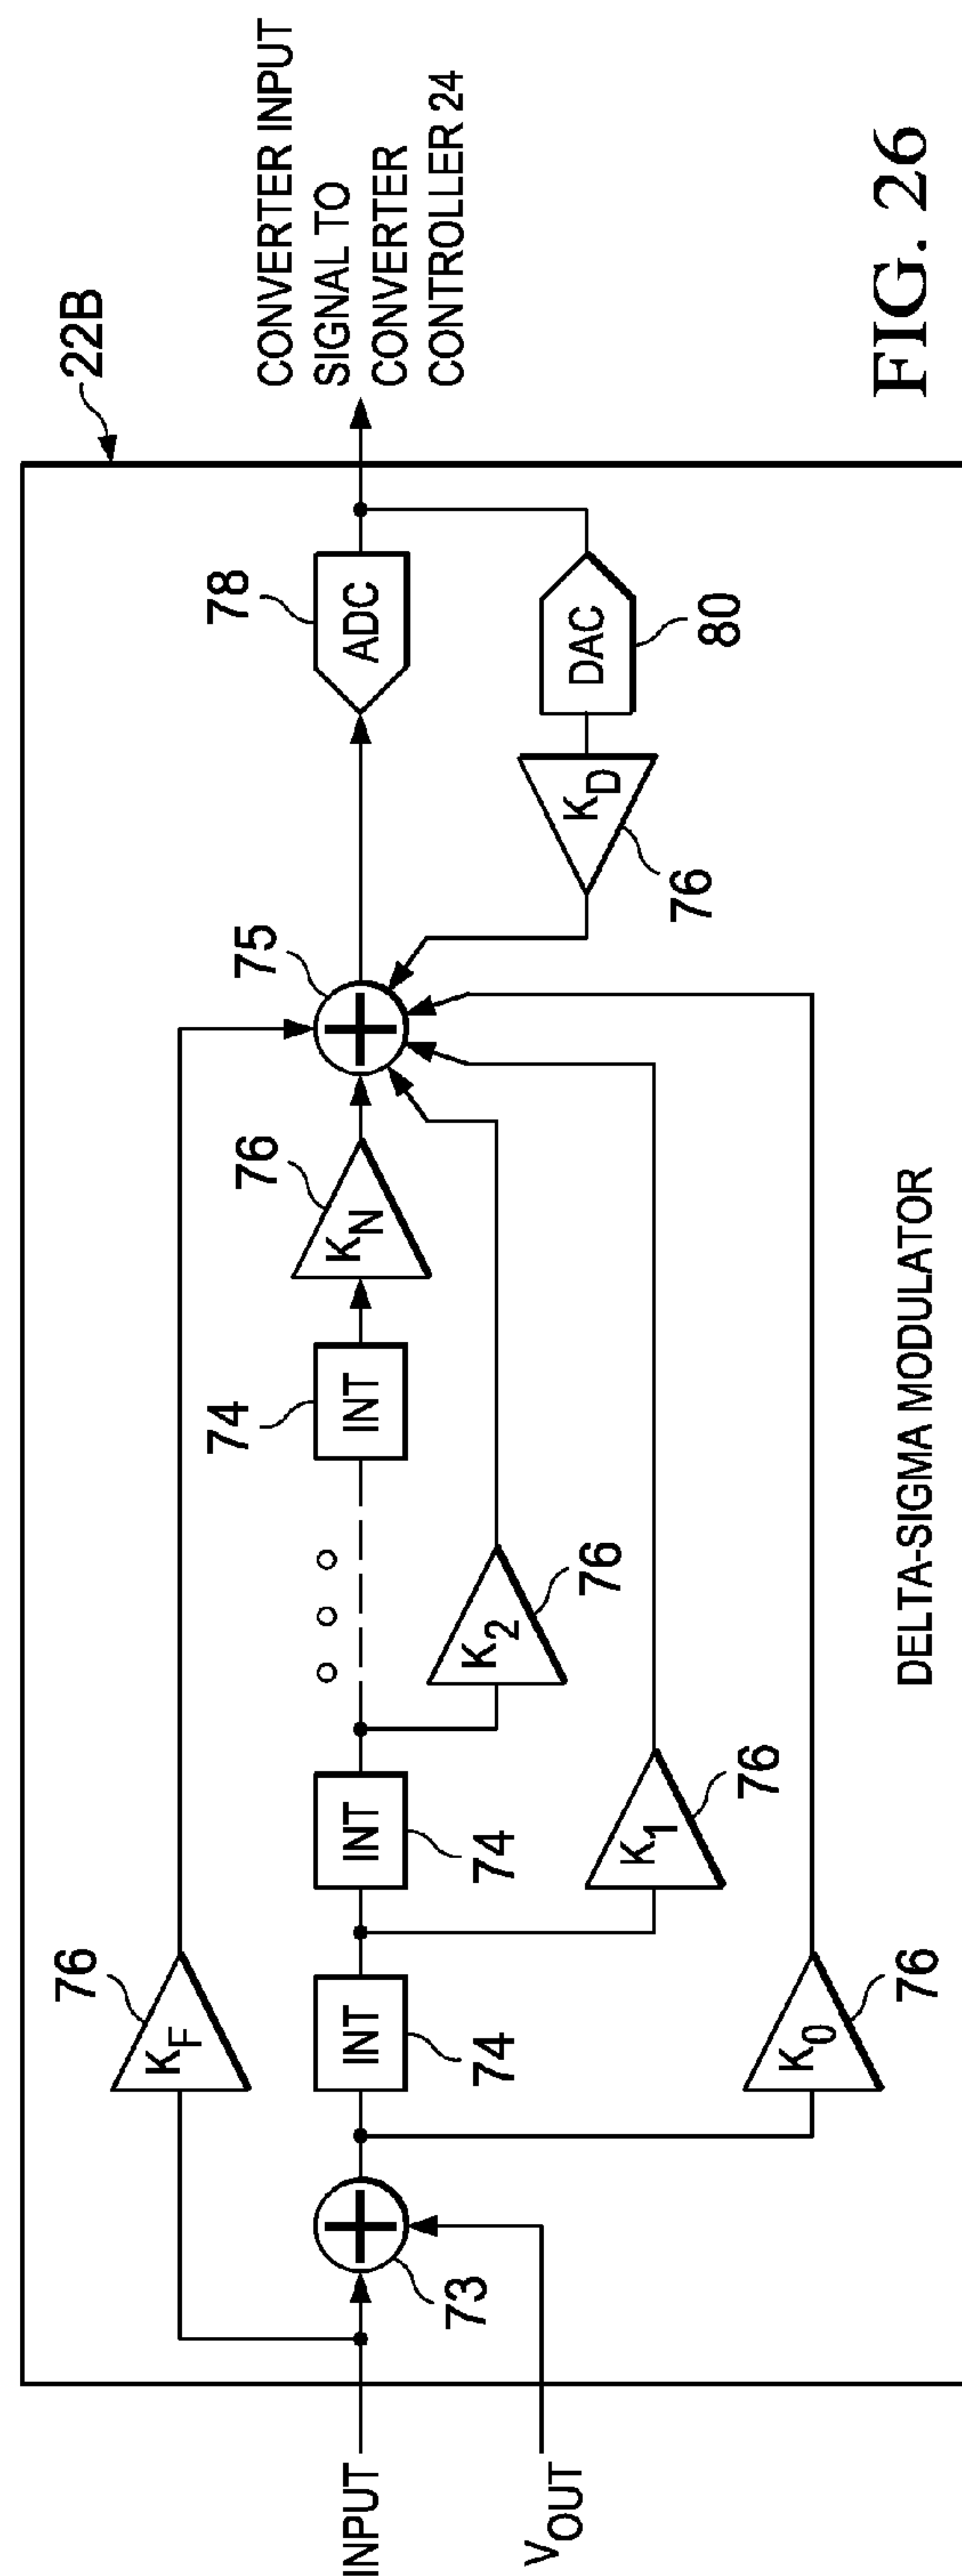 22B
CONVERTER INPUT
SIGNAL TO
CONVERTER
CONTROLLER 24
INPUT
VOUT
73
KF
76
INT
74
INT
74
INT
74
K0
76
K1
76
K2
76
KN
76
75
ADC
78
DAC
80
KD
76
DELTA-SIGMA MODULATOR
FIG. 26